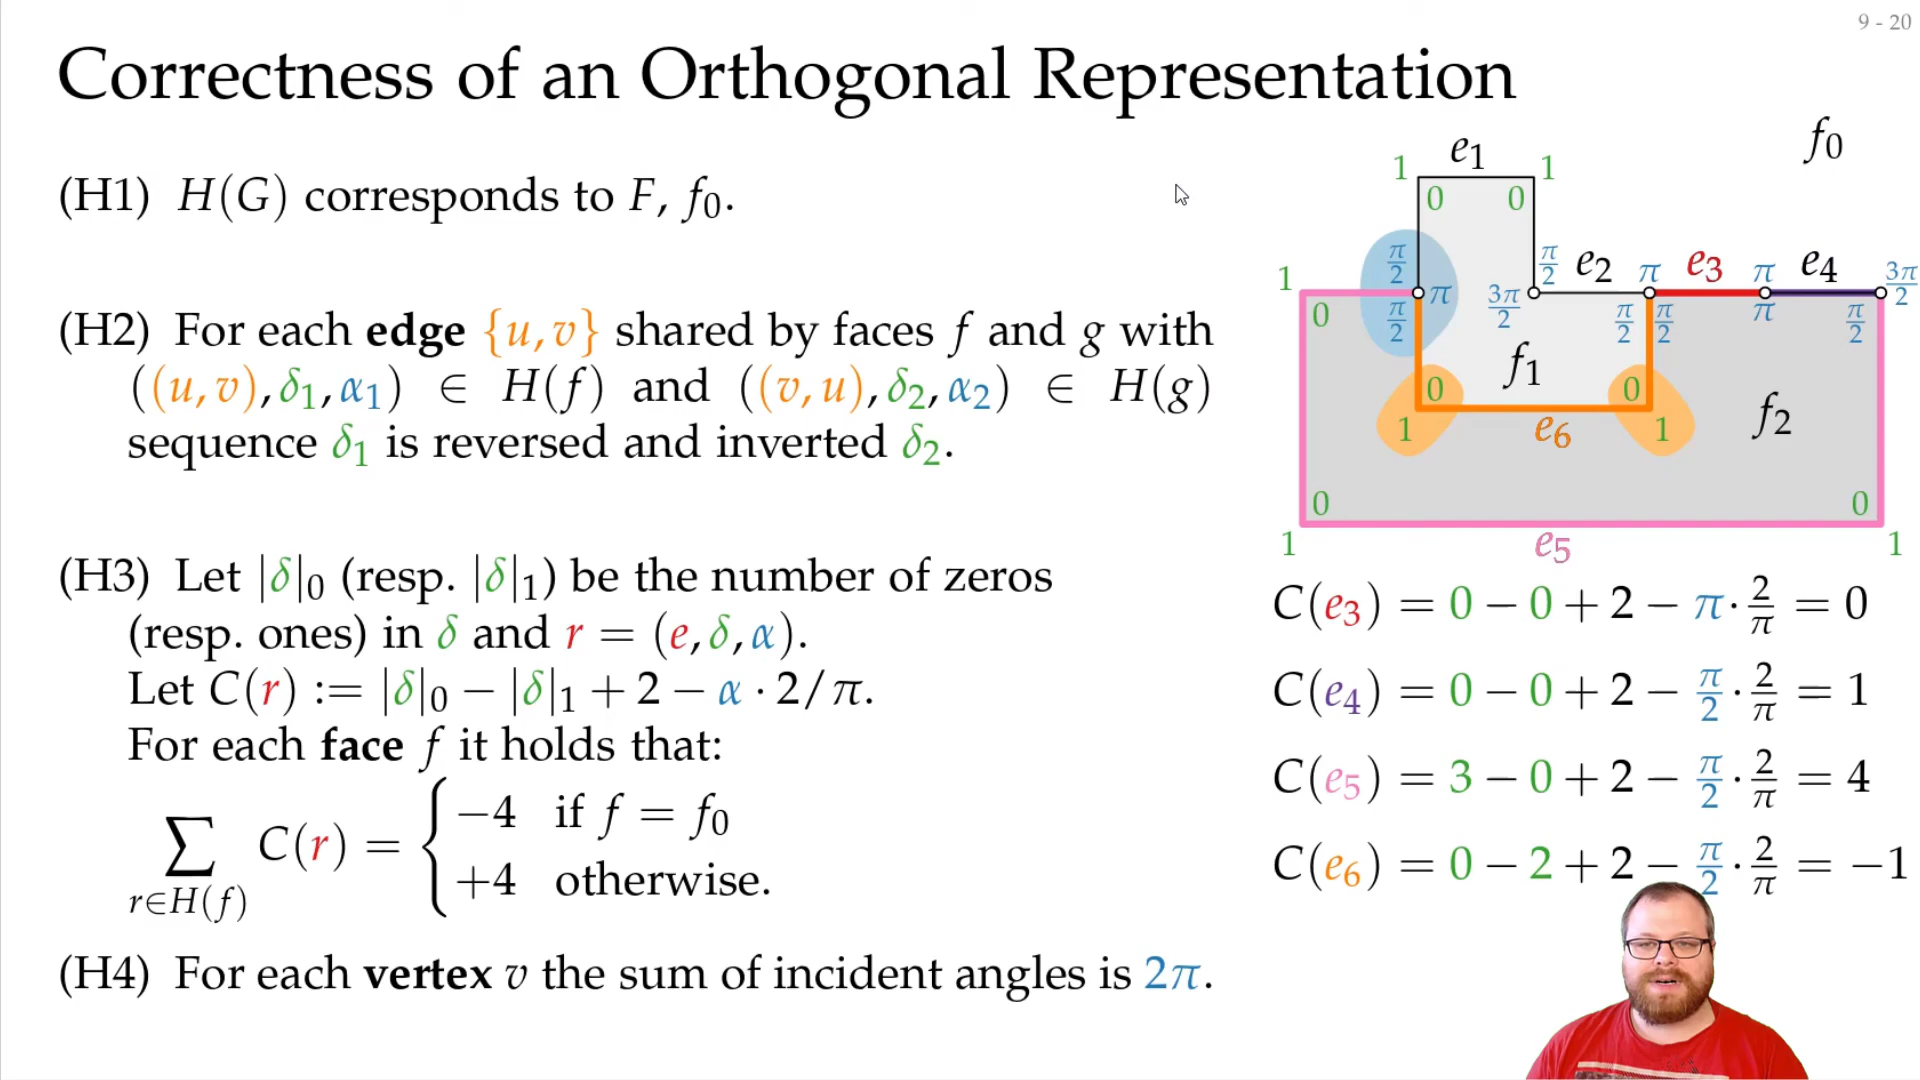 9 - 20
Correctness of an Orthogonal Representation
(H1) H(G) corresponds to F, f₀.
(H2) For each edge {u, v} shared by faces f and g with
((u, v), δ₁, α₁) ∈ H(f) and ((v, u), δ₂, α₂) ∈ H(g)
sequence δ₁ is reversed and inverted δ₂.
(H3) Let |δ|₀ (resp. |δ|₁) be the number of zeros
(resp. ones) in δ and r = (e, δ, α).
Let C(r) := |δ|₀ − |δ|₁ + 2 − α · 2/π.
For each face f it holds that:
∑ C(r) = { −4 if f = f₀
r∈H(f) +4 otherwise.
(H4) For each vertex v the sum of incident angles is 2π.
f₀
1 e₁ 1
0 0
π/2 π/2 e₂ π e₃ π e₄ 3π/2
1 π 3π/2
0 π/2 π/2 π/2 π π/2
f₁
0 0
1 e₆ 1 f₂
0 0
1 e₅ 1
C(e₃) = 0 − 0 + 2 − π · 2/π = 0
C(e₄) = 0 − 0 + 2 − π/2 · 2/π = 1
C(e₅) = 3 − 0 + 2 − π/2 · 2/π = 4
C(e₆) = 0 − 2 + 2 − π/2 · 2/π = −1